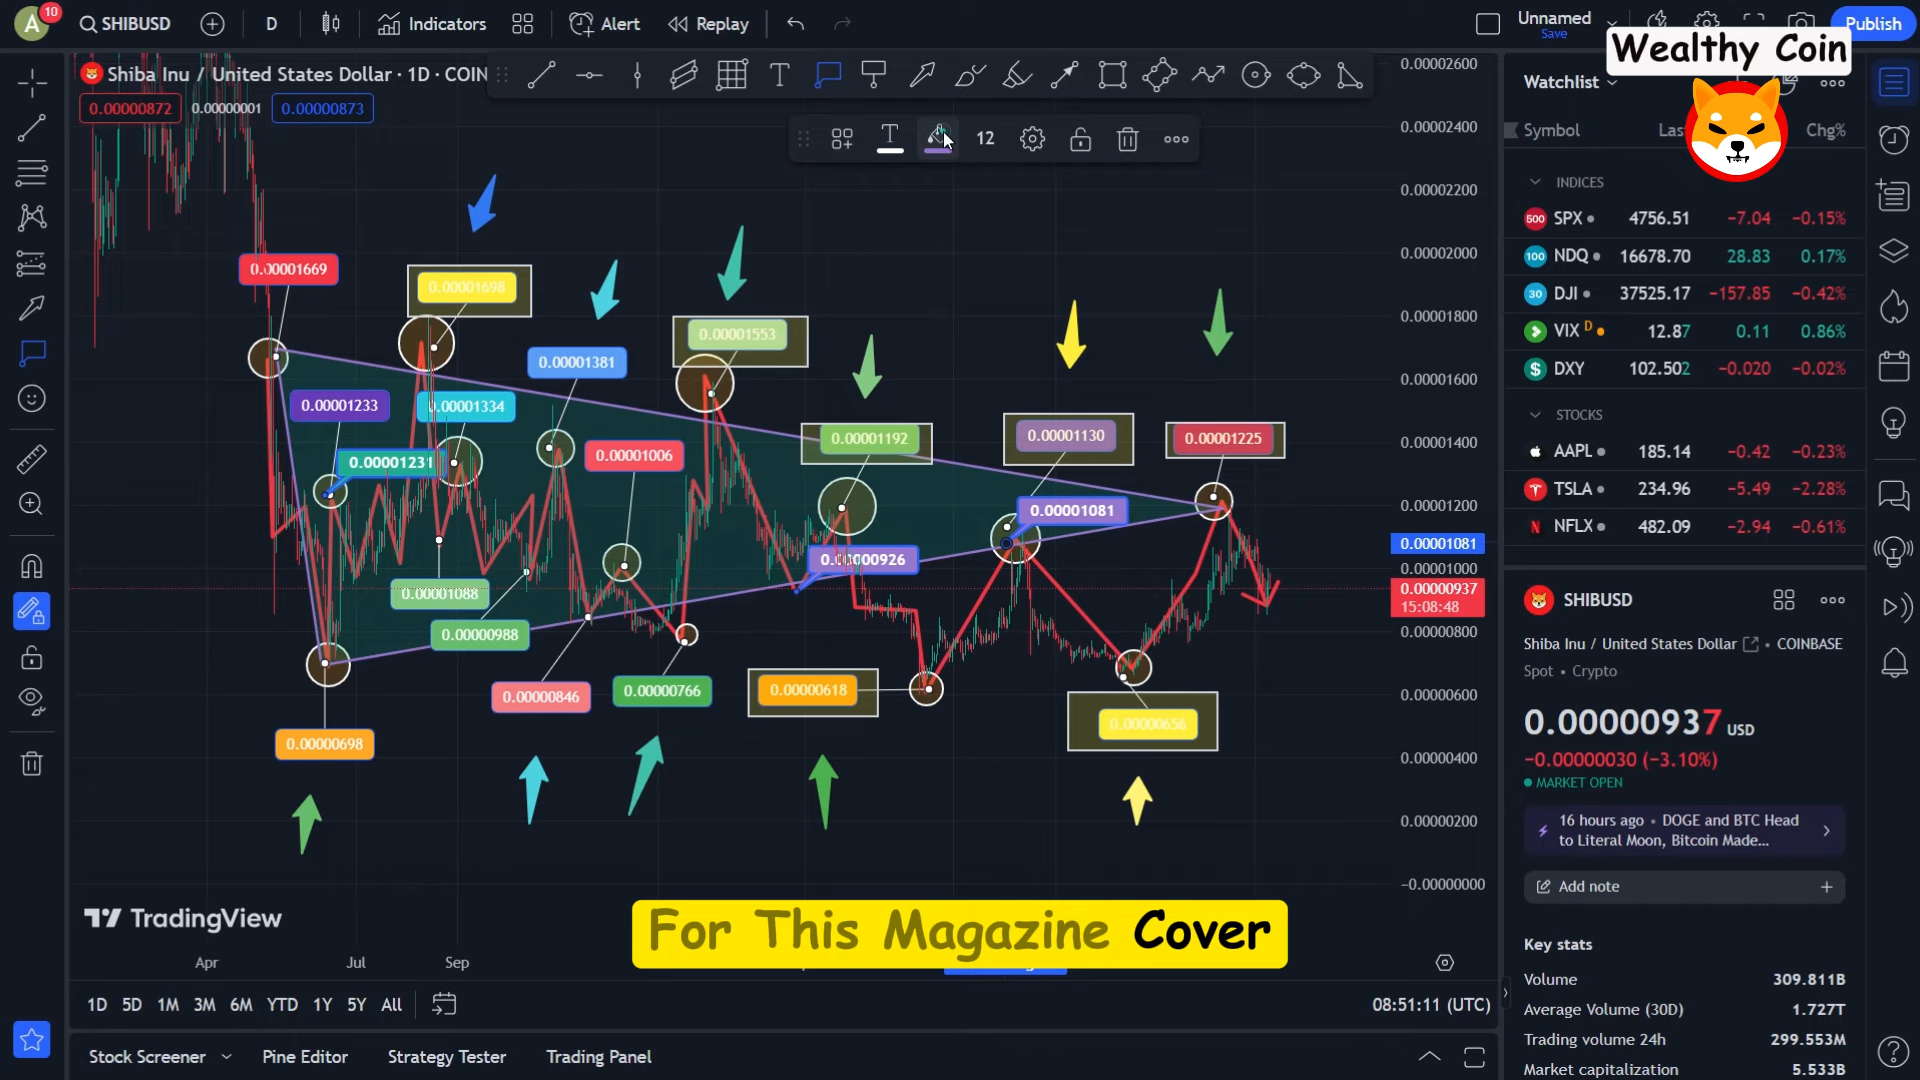 A 10 SHIBUSD D Indicators Alert Replay Unnamed Save Publish
Wealthy Coin
Shiba Inu / United States Dollar · 1D · COIN
0.00000872 0.00000001 0.00000873
T
T 12
0.00001669
0.00001698
0.00001553
0.00001381
0.00001233
0.00001334
0.00001192
0.00001130
0.00001225
0.00001231
0.00001006
0.00001081
0.00000926
0.00001088
0.00000988
0.00000846
0.00000766
0.00000618
0.00000656
0.00000698
0.00002600
0.00002400
0.00002200
0.00002000
0.00001800
0.00001600
0.00001400
0.00001200
0.00001081
0.00001000
0.00000937
15:08:48
0.00000800
0.00000600
0.00000400
0.00000200
−0.00000000
TradingView
For This Magazine Cover
Apr Jul Sep
1D 5D 1M 3M 6M YTD 1Y 5Y All
08:51:11 (UTC)
Stock Screener Pine Editor Strategy Tester Trading Panel
Watchlist
Symbol Las Chg%
INDICES
500 SPX 4756.51 −7.04 −0.15%
100 NDQ 16678.70 28.83 0.17%
30 DJI 37525.17 −157.85 −0.42%
VIX D 12.87 0.11 0.86%
$ DXY 102.502 −0.020 −0.02%
STOCKS
AAPL 185.14 −0.42 −0.23%
TSLA 234.96 −5.49 −2.28%
N NFLX 482.09 −2.94 −0.61%
SHIBUSD
Shiba Inu / United States Dollar • COINBASE
Spot • Crypto
0.00000937 USD
−0.00000030 (−3.10%)
MARKET OPEN
16 hours ago • DOGE and BTC Head
to Literal Moon, Bitcoin Made...
Add note
Key stats
Volume 309.811B
Average Volume (30D) 1.727T
Trading volume 24h 299.553M
Market capitalization 5.533B